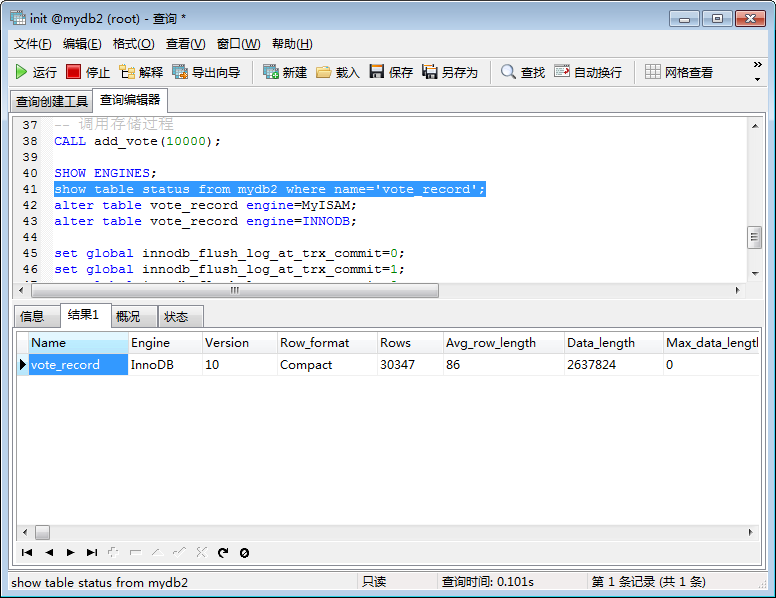 init @mydb2 (root) - 查询 *
文件(F) 编辑(E) 格式(O) 查看(V) 窗口(W) 帮助(H)
运行 停止 解释 导出向导 新建 载入 保存 另存为 查找 自动换行 网格查看 »
查询创建工具 查询编辑器
37 -- 调用存储过程
38 CALL add_vote(10000);
39
40 SHOW ENGINES;
41 show table status from mydb2 where name='vote_record';
42 alter table vote_record engine=MyISAM;
43 alter table vote_record engine=INNODB;
44
45 set global innodb_flush_log_at_trx_commit=0;
46 set global innodb_flush_log_at_trx_commit=1;
信息 结果1 概况 状态
Name Engine Version Row_format Rows Avg_row_length Data_length Max_data_length
vote_record InnoDB 10 Compact 30347 86 2637824 0
show table status from mydb2 只读 查询时间: 0.101s 第 1 条记录 (共 1 条)